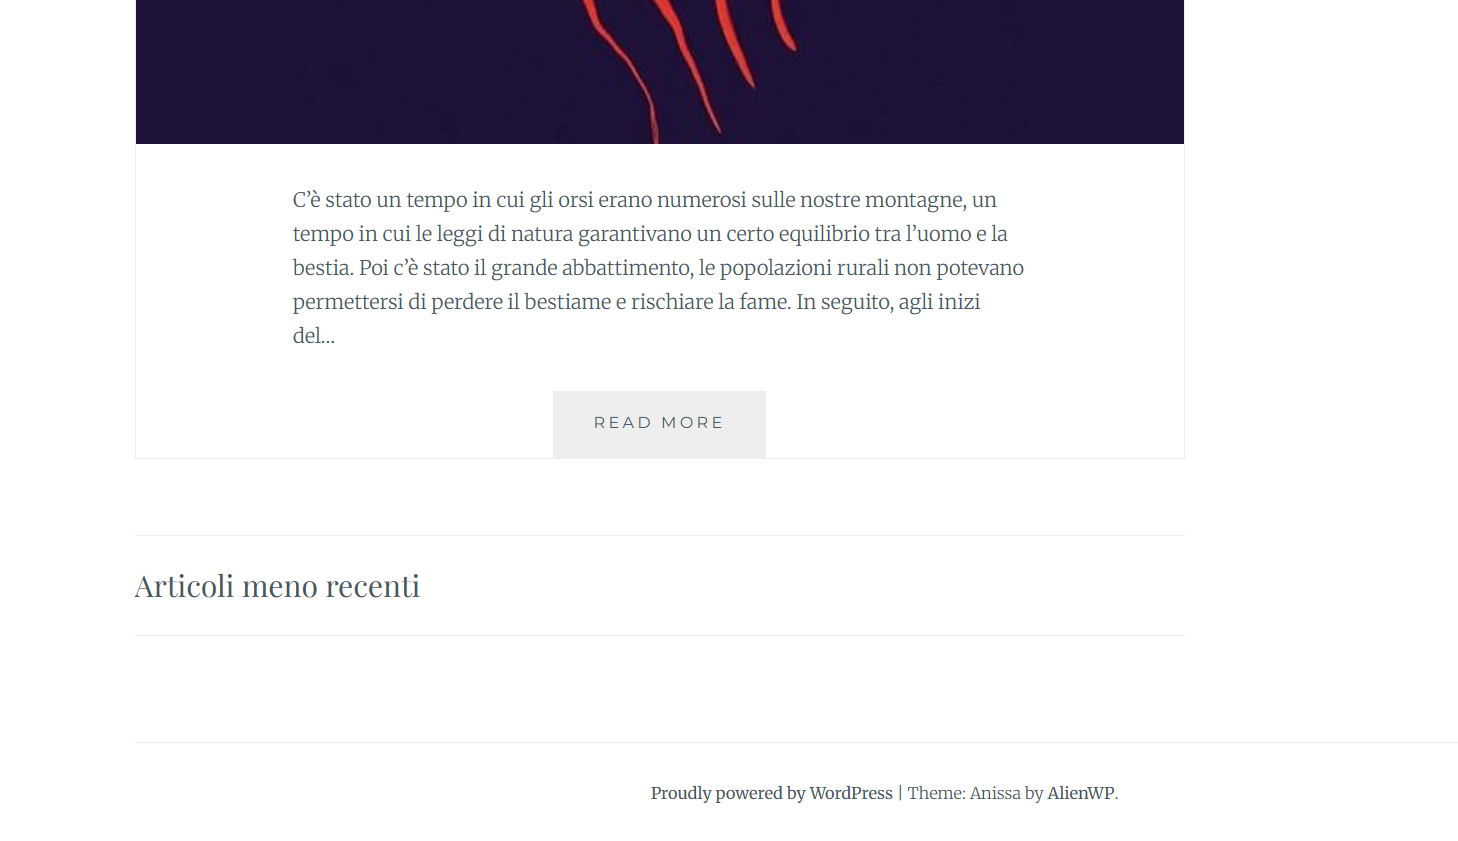 C’è stato un tempo in cui gli orsi erano numerosi sulle nostre montagne, un
tempo in cui le leggi di natura garantivano un certo equilibrio tra l’uomo e la
bestia. Poi c’è stato il grande abbattimento, le popolazioni rurali non potevano
permettersi di perdere il bestiame e rischiare la fame. In seguito, agli inizi
del…
READ MORE
Articoli meno recenti
Proudly powered by WordPress | Theme: Anissa by AlienWP.